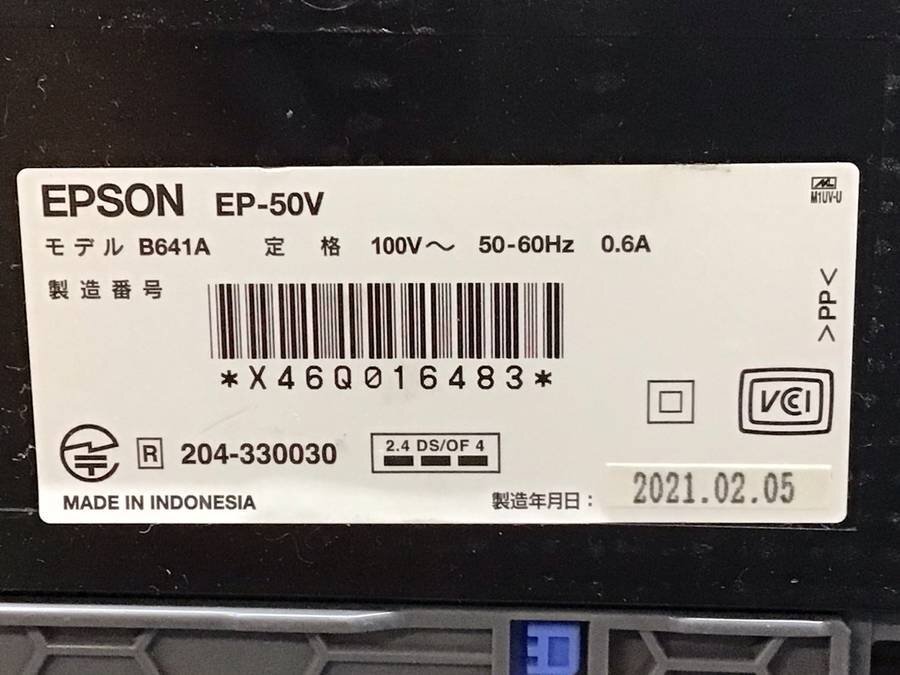 EPSON EP-50V
M1UV-U
モデル B641A 定格 100V～ 50-60Hz 0.6A
製造番号
>PP<
*X46Q016483*
VCI
R 204-330030
2.4 DS/OF 4
MADE IN INDONESIA
製造年月日： 2021.02.05